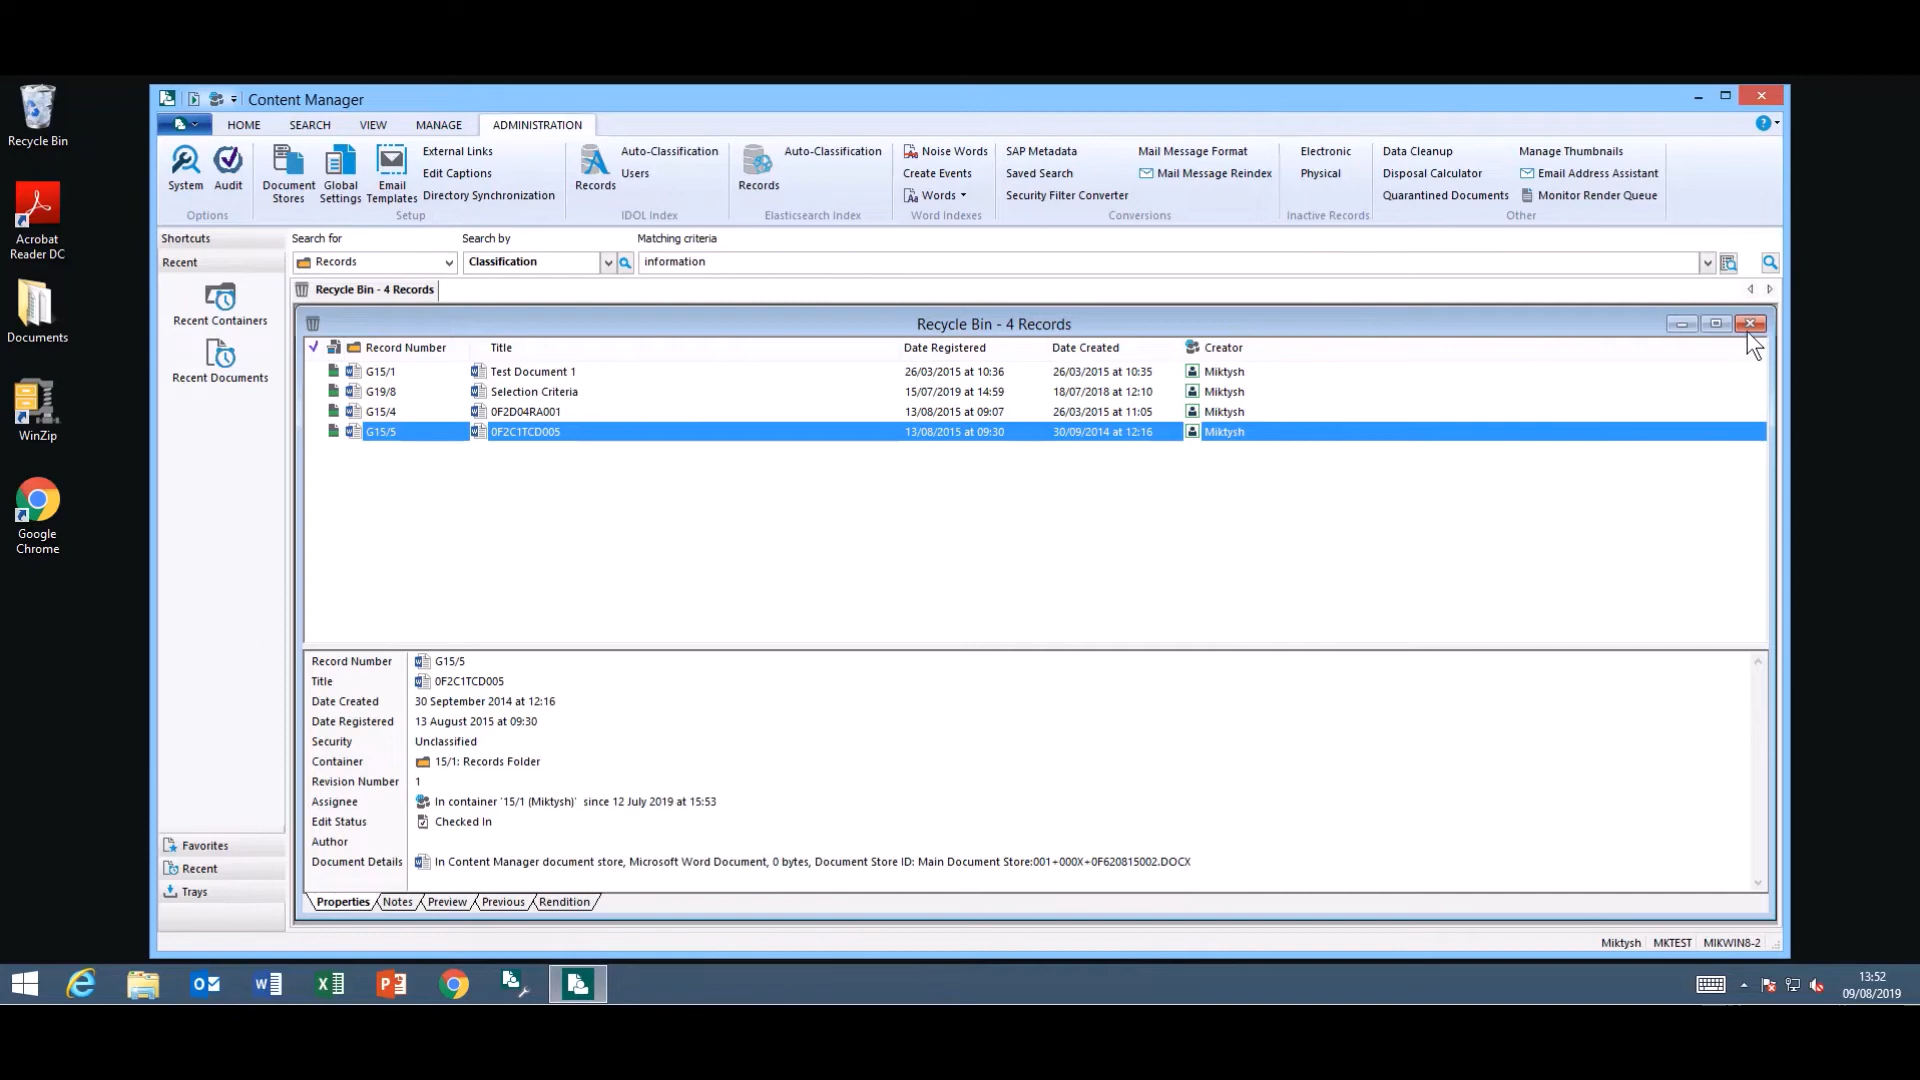 Recycle Bin
Acrobat
Reader DC
Documents
WinZip
Google
Chrome
Content Manager
HOME SEARCH VIEW MANAGE ADMINISTRATION
System Audit
Options
Document Stores Global Settings Email Templates
External Links
Edit Captions
Directory Synchronization
Setup
Records
Auto-Classification
Users
IDOL Index
Records
Auto-Classification
Elasticsearch Index
Noise Words
Create Events
Words
Word Indexes
SAP Metadata
Saved Search
Security Filter Converter
Mail Message Format
Mail Message Reindex
Conversions
Electronic
Physical
Inactive Records
Data Cleanup
Disposal Calculator
Quarantined Documents
Manage Thumbnails
Email Address Assistant
Monitor Render Queue
Other
Shortcuts
Recent
Recent Containers
Recent Documents
Favorites
Recent
Trays
Search for Search by Matching criteria
Records Classification information
Recycle Bin - 4 Records
Recycle Bin - 4 Records
Record Number Title Date Registered Date Created Creator
G15/1 Test Document 1 26/03/2015 at 10:36 26/03/2015 at 10:35 Miktysh
G19/8 Selection Criteria 15/07/2019 at 14:59 18/07/2018 at 12:10 Miktysh
G15/4 0F2D04RA001 13/08/2015 at 09:07 26/03/2015 at 11:05 Miktysh
G15/5 0F2C1TCD005 13/08/2015 at 09:30 30/09/2014 at 12:16 Miktysh
Record Number G15/5
Title 0F2C1TCD005
Date Created 30 September 2014 at 12:16
Date Registered 13 August 2015 at 09:30
Security Unclassified
Container 15/1: Records Folder
Revision Number 1
Assignee In container '15/1 (Miktysh)' since 12 July 2019 at 15:53
Edit Status Checked In
Author
Document Details In Content Manager document store, Microsoft Word Document, 0 bytes, Document Store ID: Main Document Store:001+000X+0F620815002.DOCX
Properties Notes Preview Previous Rendition
Miktysh MKTEST MIKWIN8-2
13:52
09/08/2019